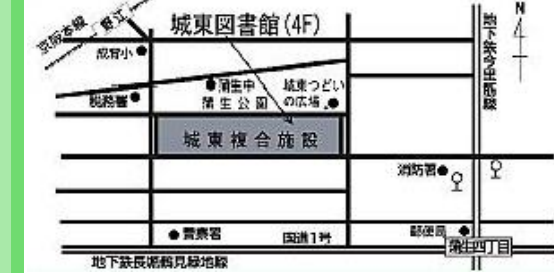 京阪本線
野江
城東図書館(4F)
N
成育小
地下鉄今里筋線
税務署
蒲生中
蒲生公園
城東つどい
の広場
城東複合施設
消防署
警察署
国道1号
郵便局
蒲生四丁目
地下鉄長堀鶴見緑地線